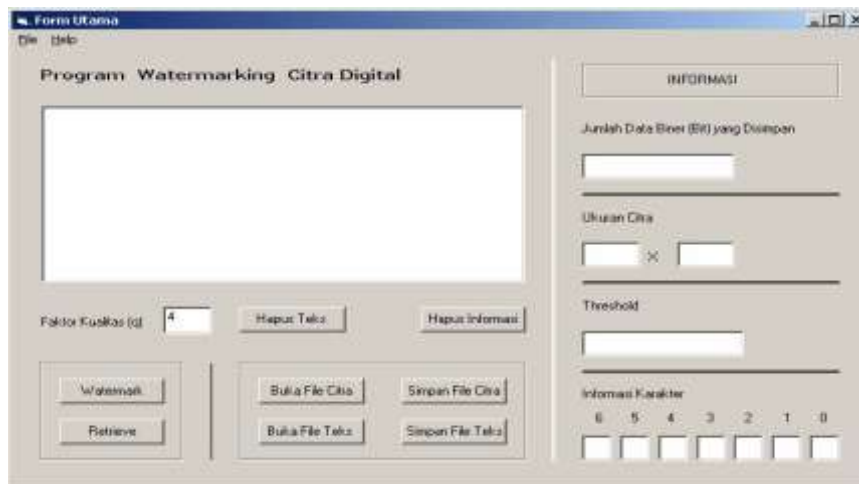 Form Utama
File Help
Program Watermarking Citra Digital
Faktor Kualitas (q) 4
Hapus Teks
Hapus Informasi
Watermark
Retrieve
Buka File Citra
Simpan File Citra
Buka File Teks
Simpan File Teks
INFORMASI
Jumlah Data Biner (Bit) yang Disimpan
Ukuran Citra
X
Threshold
Informasi Karakter
6 5 4 3 2 1 0